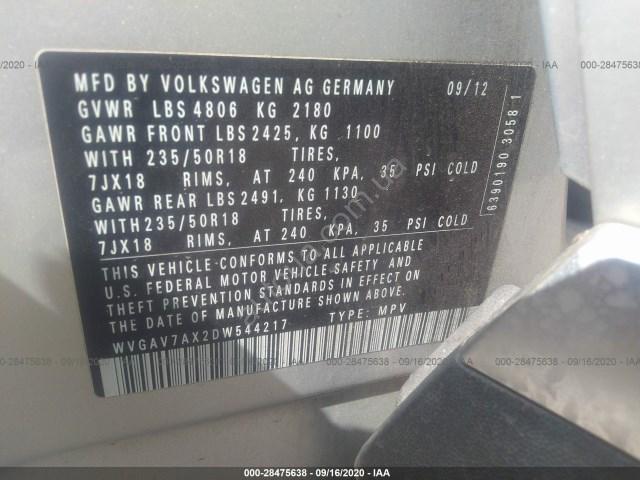 000-28475638 - 09/16/2020 - IAA
MFD BY VOLKSWAGEN AG GERMANY 09/12
GVWR LBS 4806 KG 2180
GAWR FRONT LBS 2425, KG 1100
WITH 235/50R18 TIRES,
7JX18 RIMS, AT 240 KPA, 35 PSI COLD
GAWR REAR LBS 2491, KG 1130
WITH 235/50R18 TIRES,
7JX18 RIMS, AT 240 KPA, 35 PSI COLD
THIS VEHICLE CONFORMS TO ALL APPLICABLE
U.S. FEDERAL MOTOR VEHICLE SAFETY AND
THEFT PREVENTION STANDARDS IN EFFECT ON
THE DATE OF MANUFACTURE SHOWN ABOVE.
WVGAV7AX2DW544217 TYPE: MPV
6390190 3058 1
000-28475638 - 09/16/2020 - IAA